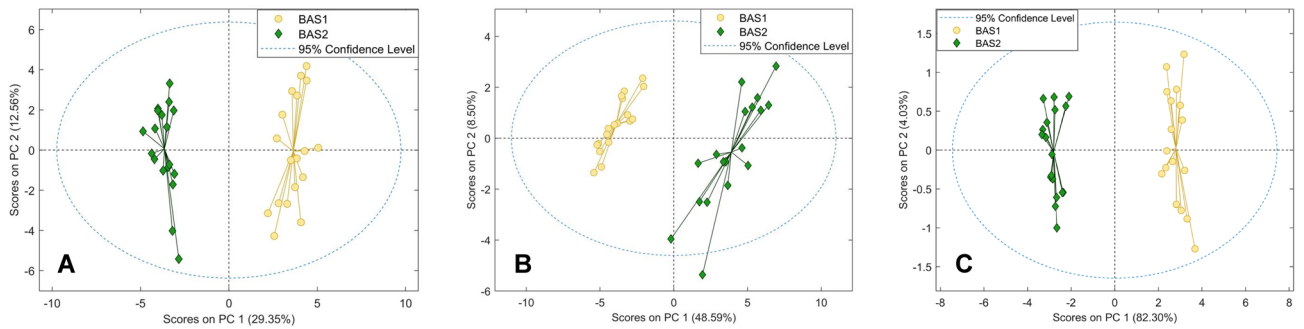 BAS1
BAS2
95% Confidence Level
Scores on PC 2 (12.56%)
6
4
2
0
-2
-4
-6
A
-10
-5
0
5
10
Scores on PC 1 (29.35%)
BAS1
BAS2
95% Confidence Level
Scores on PC 2 (8.50%)
6
4
2
0
-2
-4
-6
B
-10
-5
0
5
10
Scores on PC 1 (48.59%)
95% Confidence Level
BAS1
BAS2
Scores on PC 2 (4.03%)
1.5
1
0.5
0
-0.5
-1
-1.5
C
-8
-6
-4
-2
0
2
4
6
8
Scores on PC 1 (82.30%)